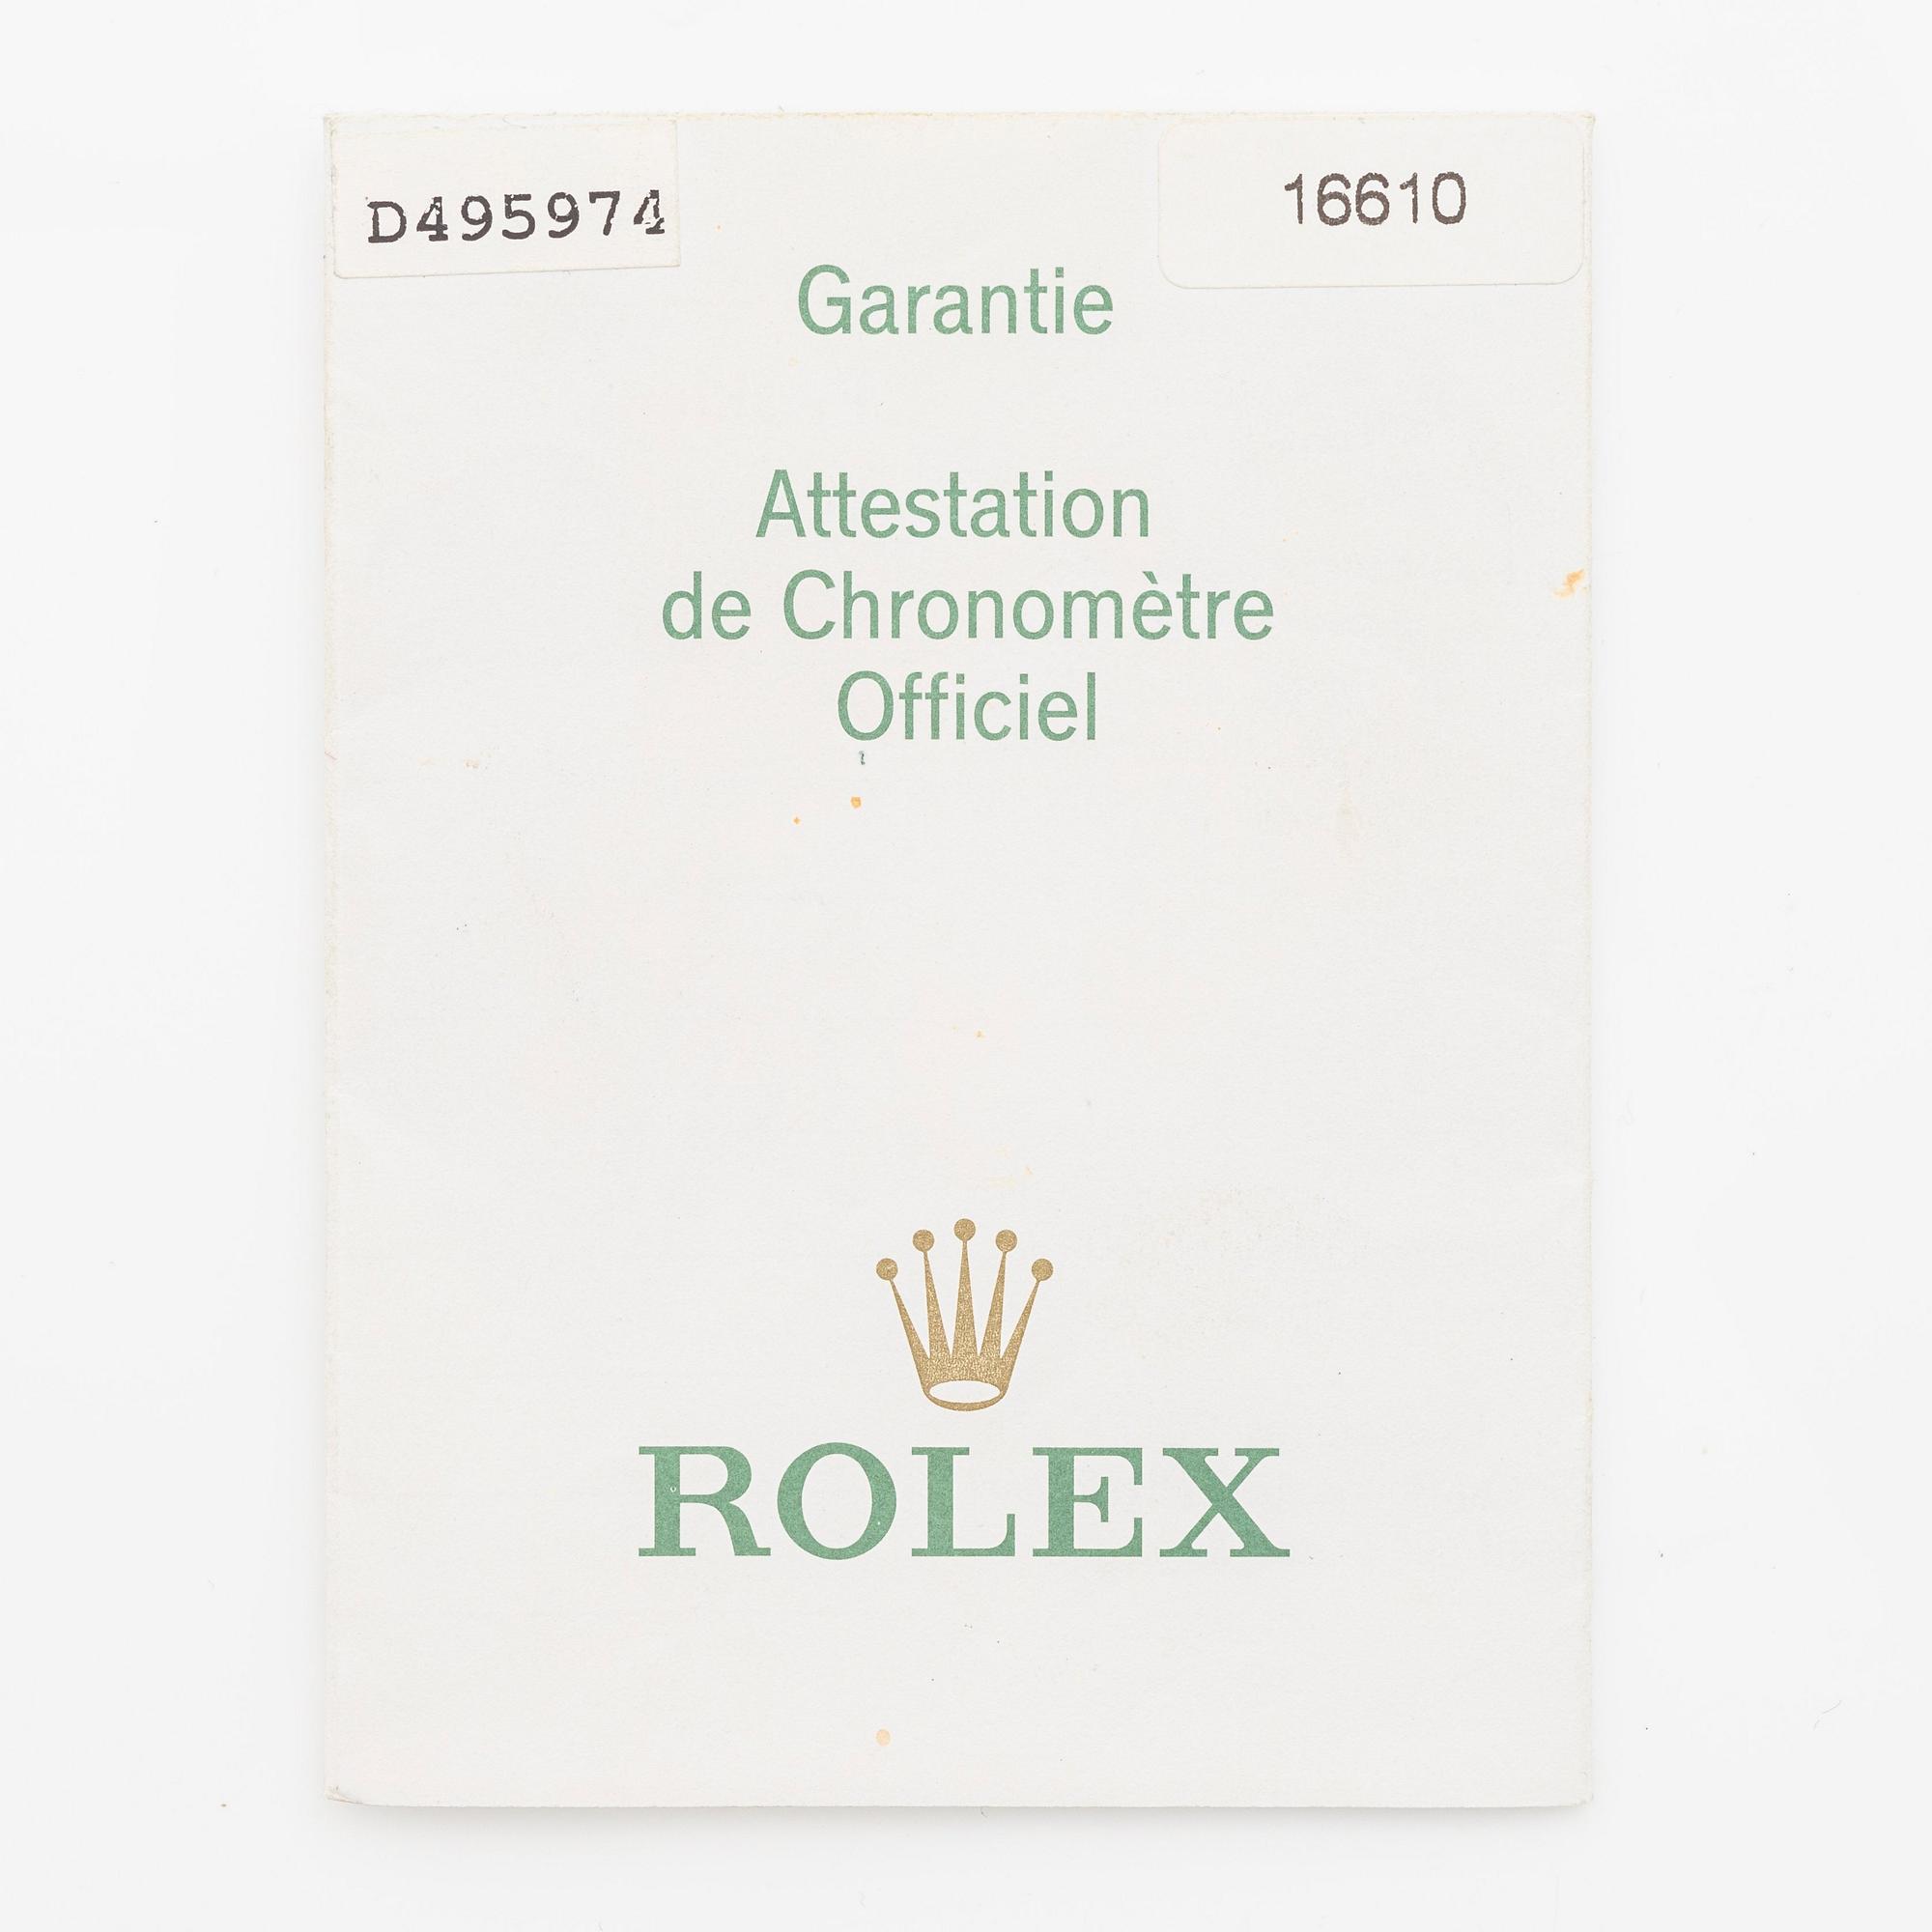 D495974
16610
Garantie
Attestation
de Chronomètre
Officiel
ROLEX